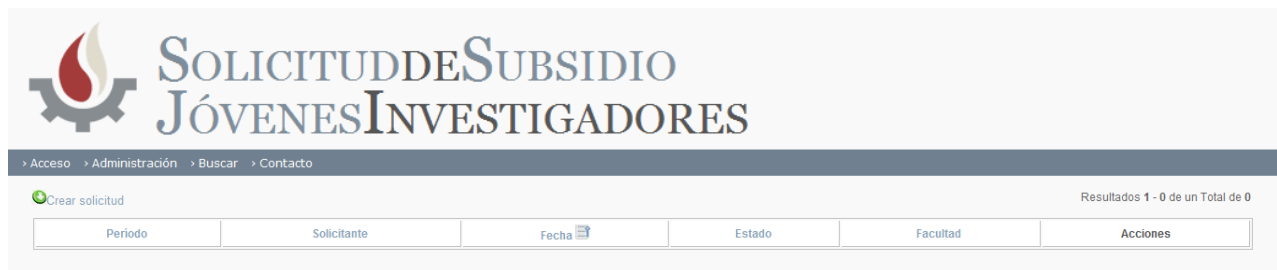 SOLICITUDDESUBSIDIO
JÓVENESINVESTIGADORES
› Acceso › Administración › Buscar › Contacto
Crear solicitud Resultados 1 - 0 de un Total de 0
Periodo Solicitante Fecha Estado Facultad Acciones